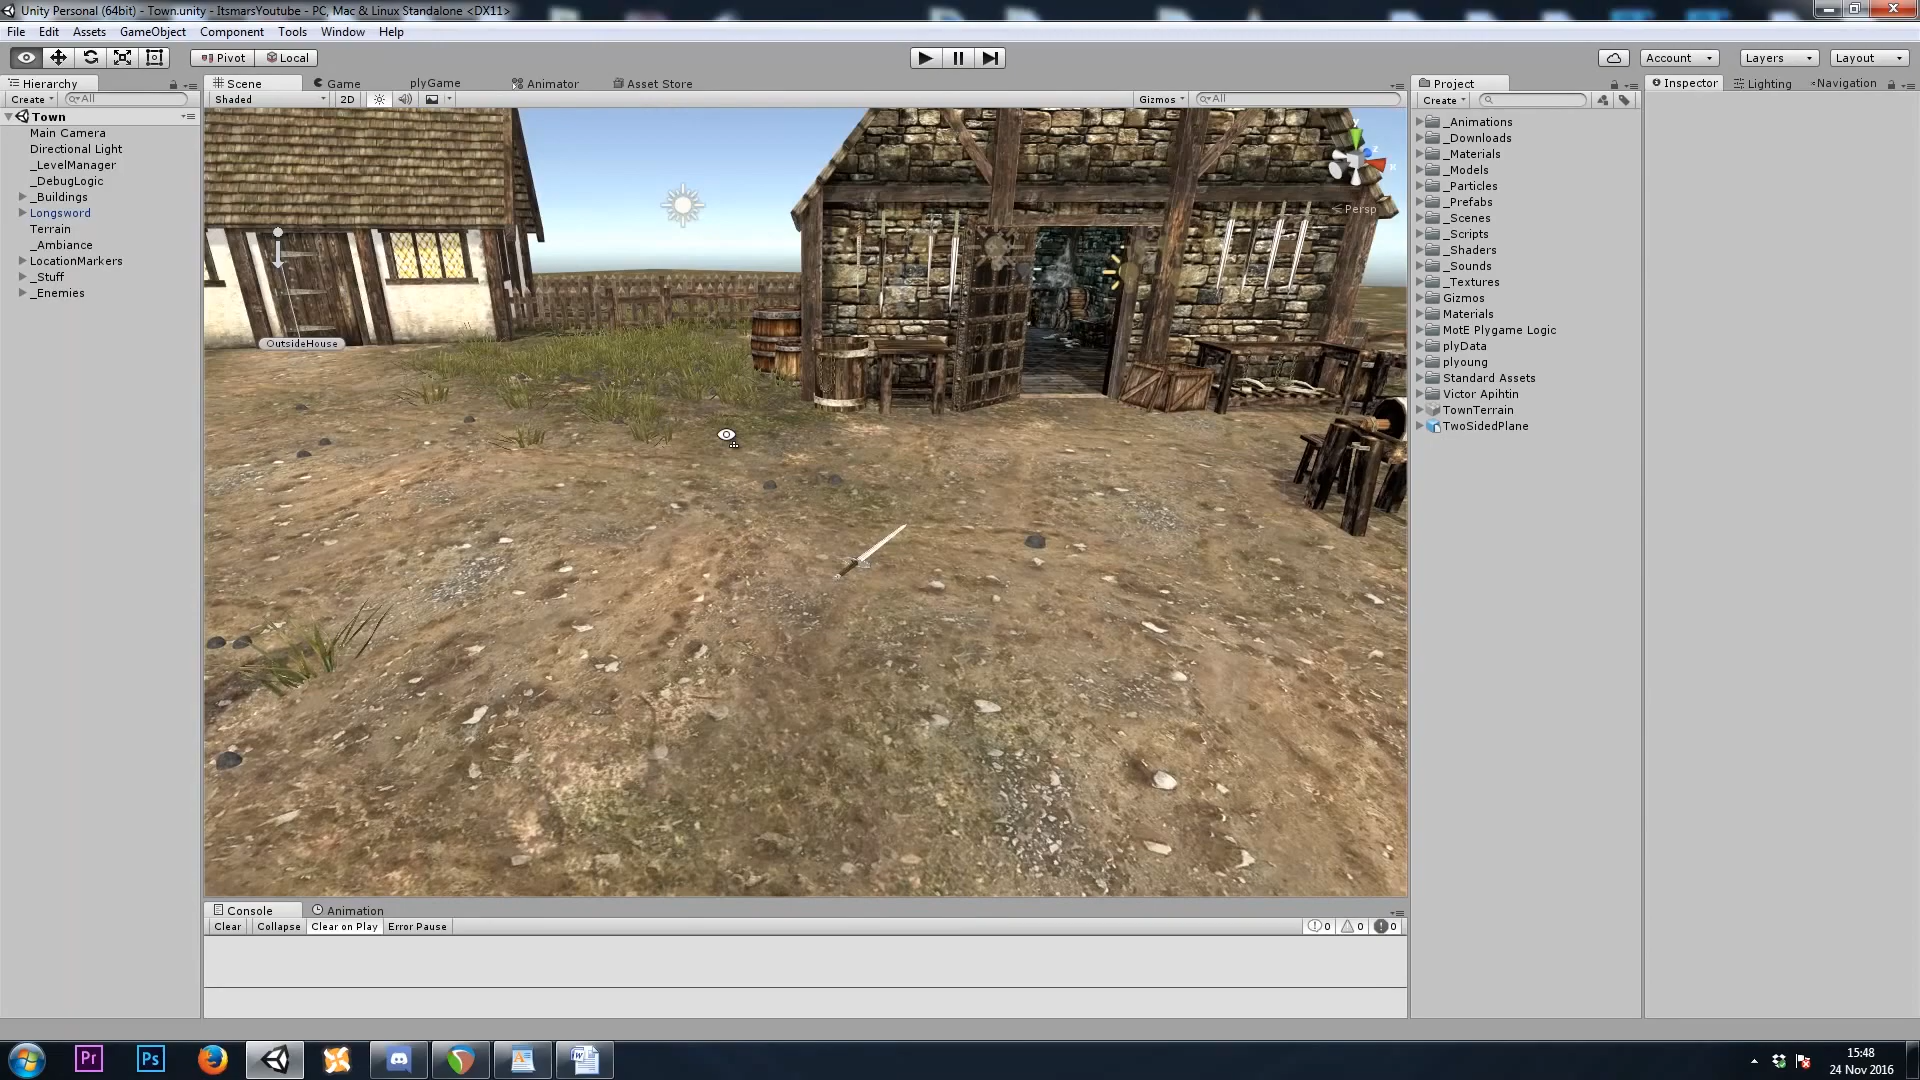 Unity Personal (64bit) - Town.unity - ItsmarsYoutube - PC, Mac & Linux Standalone <DX11>
File Edit Assets GameObject Component Tools Window Help
Pivot Local Account Layers Layout
Hierarchy
Create All
Town
Main Camera
Directional Light
_LevelManager
_DebugLogic
_Buildings
Longsword
Terrain
_Ambiance
LocationMarkers
_Stuff
_Enemies
Scene Game plyGame Animator Asset Store
Shaded 2D Gizmos All
y
z
x
Persp
OutsideHouse
Console Animation
Clear Collapse Clear on Play Error Pause 0 0 0
Project
Create
_Animations
_Downloads
_Materials
_Models
_Particles
_Prefabs
_Scenes
_Scripts
_Shaders
_Sounds
_Textures
Gizmos
Materials
MotE Plygame Logic
plyData
plyoung
Standard Assets
Victor Apihtin
TownTerrain
TwoSidedPlane
Inspector Lighting Navigation
Pr Ps W
15:48
24 Nov 2016